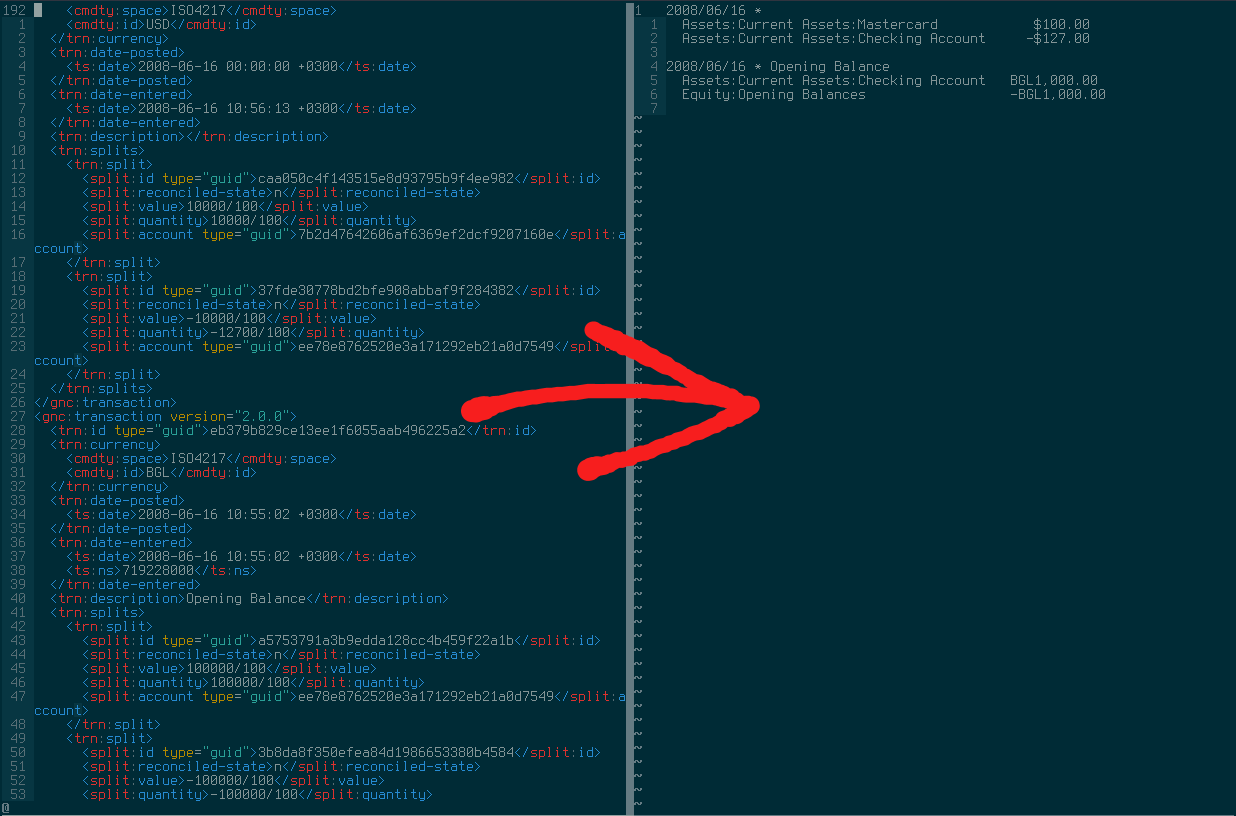 192      <cmdty:space>ISO4217</cmdty:space>
  1      <cmdty:id>USD</cmdty:id>
  2    </trn:currency>
  3    <trn:date-posted>
  4      <ts:date>2008-06-16 00:00:00 +0300</ts:date>
  5    </trn:date-posted>
  6    <trn:date-entered>
  7      <ts:date>2008-06-16 10:56:13 +0300</ts:date>
  8    </trn:date-entered>
  9    <trn:description></trn:description>
 10    <trn:splits>
 11      <trn:split>
 12        <split:id type="guid">caa050c4f143515e8d93795b9f4ee982</split:id>
 13        <split:reconciled-state>n</split:reconciled-state>
 14        <split:value>10000/100</split:value>
 15        <split:quantity>10000/100</split:quantity>
 16        <split:account type="guid">7b2d47642606af6369ef2dcf9207160e</split:a
ccount>
 17      </trn:split>
 18      <trn:split>
 19        <split:id type="guid">37fde30778bd2bfe908abbaf9f284382</split:id>
 20        <split:reconciled-state>n</split:reconciled-state>
 21        <split:value>-10000/100</split:value>
 22        <split:quantity>-12700/100</split:quantity>
 23        <split:account type="guid">ee78e8762520e3a171292eb21a0d7549</split:
ccount>
 24      </trn:split>
 25    </trn:splits>
 26  </gnc:transaction>
 27  <gnc:transaction version="2.0.0">
 28    <trn:id type="guid">eb379b829ce13ee1f6055aab496225a2</trn:id>
 29    <trn:currency>
 30      <cmdty:space>ISO4217</cmdty:space>
 31      <cmdty:id>BGL</cmdty:id>
 32    </trn:currency>
 33    <trn:date-posted>
 34      <ts:date>2008-06-16 10:55:02 +0300</ts:date>
 35    </trn:date-posted>
 36    <trn:date-entered>
 37      <ts:date>2008-06-16 10:55:02 +0300</ts:date>
 38      <ts:ns>719228000</ts:ns>
 39    </trn:date-entered>
 40    <trn:description>Opening Balance</trn:description>
 41    <trn:splits>
 42      <trn:split>
 43        <split:id type="guid">a5753791a3b9edda128cc4b459f22a1b</split:id>
 44        <split:reconciled-state>n</split:reconciled-state>
 45        <split:value>100000/100</split:value>
 46        <split:quantity>100000/100</split:quantity>
 47        <split:account type="guid">ee78e8762520e3a171292eb21a0d7549</split:a
ccount>
 48      </trn:split>
 49      <trn:split>
 50        <split:id type="guid">3b8da8f350efea84d1986653380b4584</split:id>
 51        <split:reconciled-state>n</split:reconciled-state>
 52        <split:value>-100000/100</split:value>
 53        <split:quantity>-100000/100</split:quantity>
@
1   2008/06/16 *
  1   Assets:Current Assets:Mastercard            $100.00
  2   Assets:Current Assets:Checking Account     -$127.00
  3
  4 2008/06/16 * Opening Balance
  5   Assets:Current Assets:Checking Account   BGL1,000.00
  6   Equity:Opening Balances                  -BGL1,000.00
  7